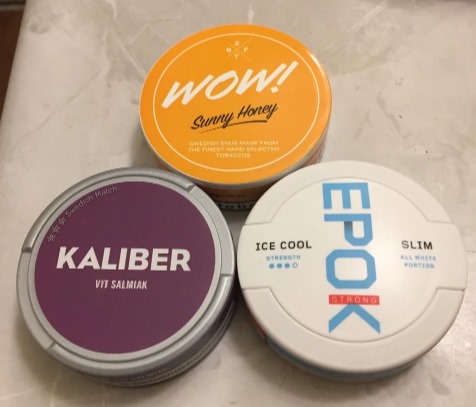 N
W P
T
WOW!
Sunny Honey
SWEDISH SNUS MADE FROM
THE FINEST HAND SELECTED
TOBACCOS
Swedish Match
KALIBER
VIT SALMIAK
EPOK
STRONG
ICE COOL
STRENGTH
SLIM
ALL WHITE
PORTION